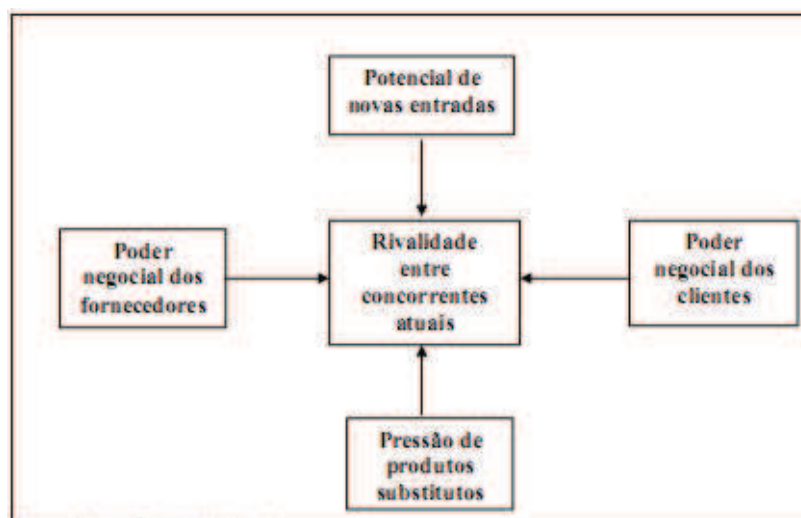 Potencial de
novas entradas
Poder
negocial dos
fornecedores
Rivalidade
entre
concorrentes
atuais
Poder
negocial dos
clientes
Pressão de
produtos
substitutos